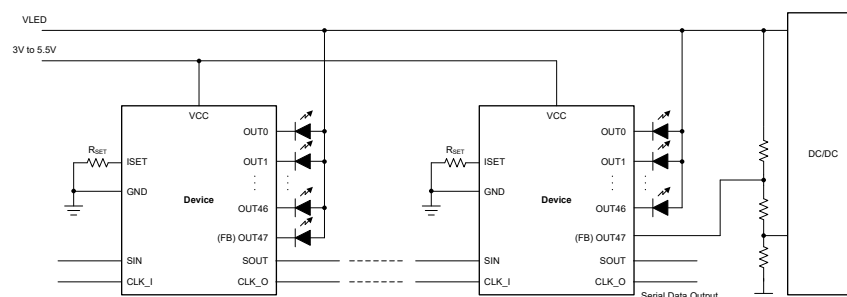 VLED
3V to 5.5V
VCC
OUT0
OUT1
OUT46
(FB) OUT47
SOUT
CLK_O
RSET
ISET
GND
Device
SIN
CLK_I
VCC
OUT0
OUT1
OUT46
(FB) OUT47
SOUT
CLK_O
RSET
ISET
GND
Device
SIN
CLK_I
DC/DC
Serial Data Output